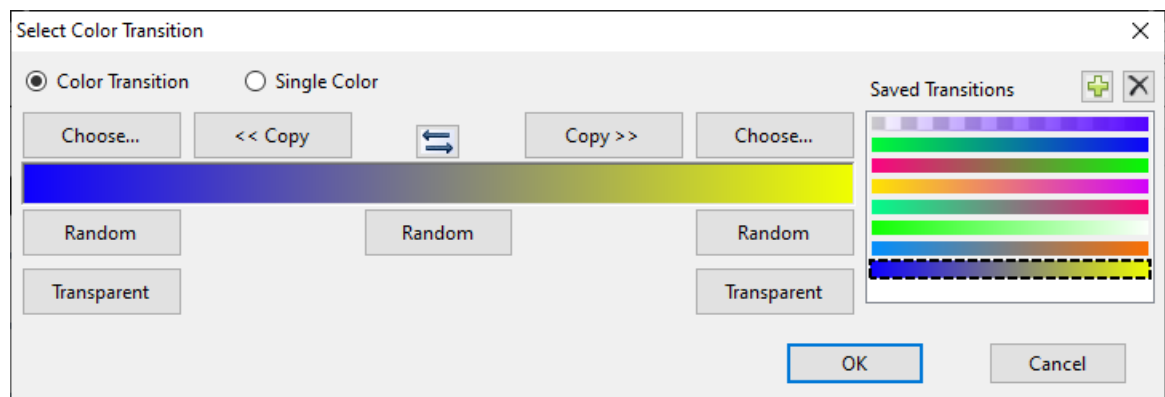 Select Color Transition
Color Transition Single Color
Saved Transitions
Choose... << Copy Copy >> Choose...
Random Random Random
Transparent Transparent
OK Cancel